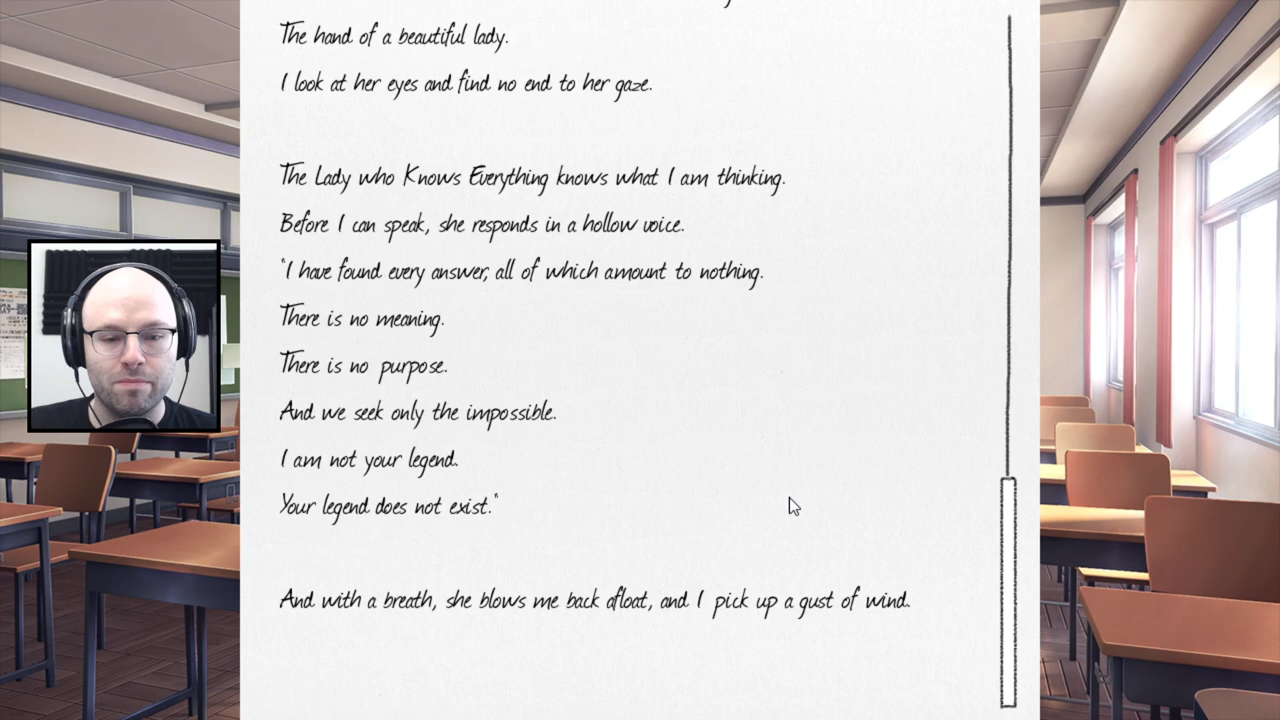 The hand of a beautiful lady.
I look at her eyes and find no end to her gaze.
The Lady who Knows Everything knows what I am thinking.
Before I can speak, she responds in a hollow voice.
"I have found every answer, all of which amount to nothing.
There is no meaning.
There is no purpose.
And we seek only the impossible.
I am not your legend.
Your legend does not exist."
And with a breath, she blows me back afloat, and I pick up a gust of wind.